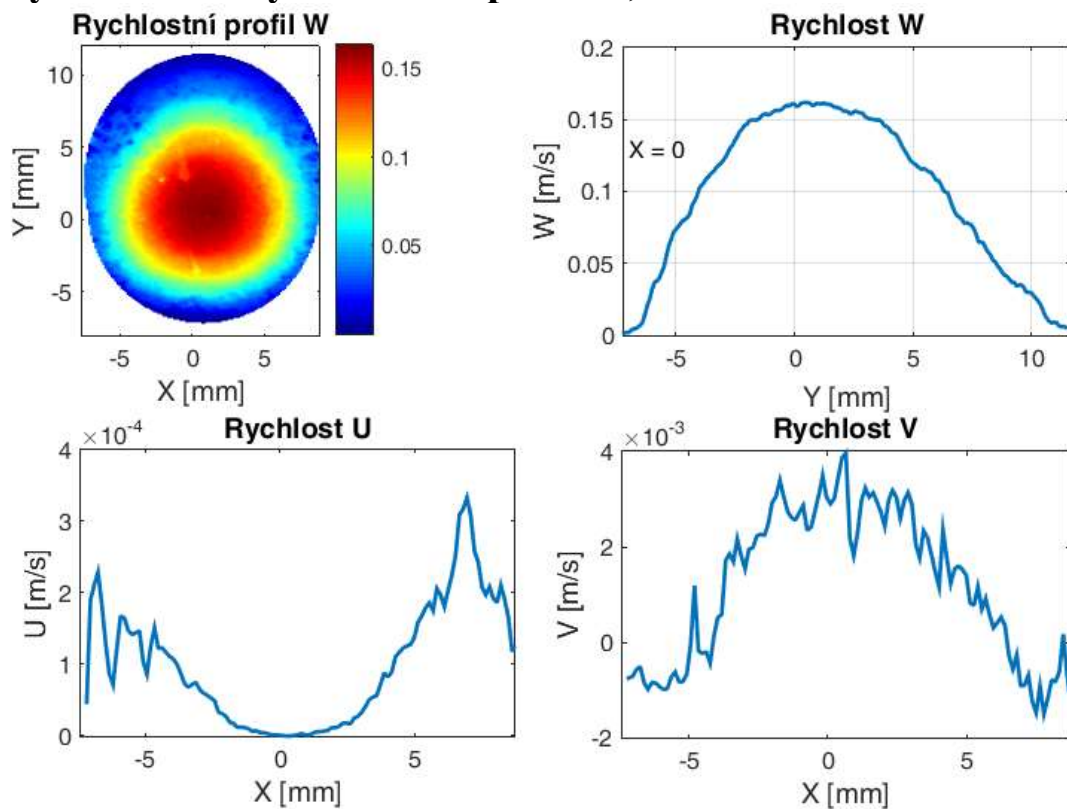 Rychlostní profil W
10
5
0
-5
Y [mm]
-5 0 5
X [mm]
0.15
0.1
0.05
Rychlost W
0.2
0.15
0.1
0.05
0
W [m/s]
X = 0
-5 0 5 10
Y [mm]
Rychlost U
×10⁻⁴
4
3
2
1
0
U [m/s]
-5 0 5
X [mm]
Rychlost V
×10⁻³
4
2
0
-2
V [m/s]
-5 0 5
X [mm]